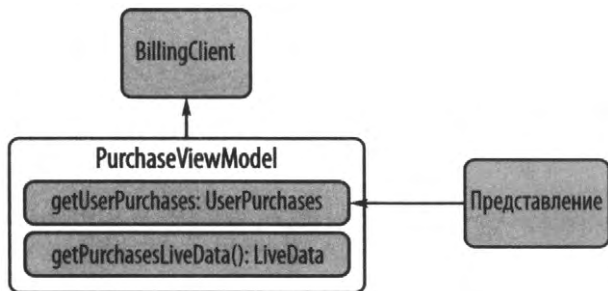 BillingClient
PurchaseViewModel
getUserPurchases: UserPurchases
Представление
getPurchasesLiveData(): LiveData